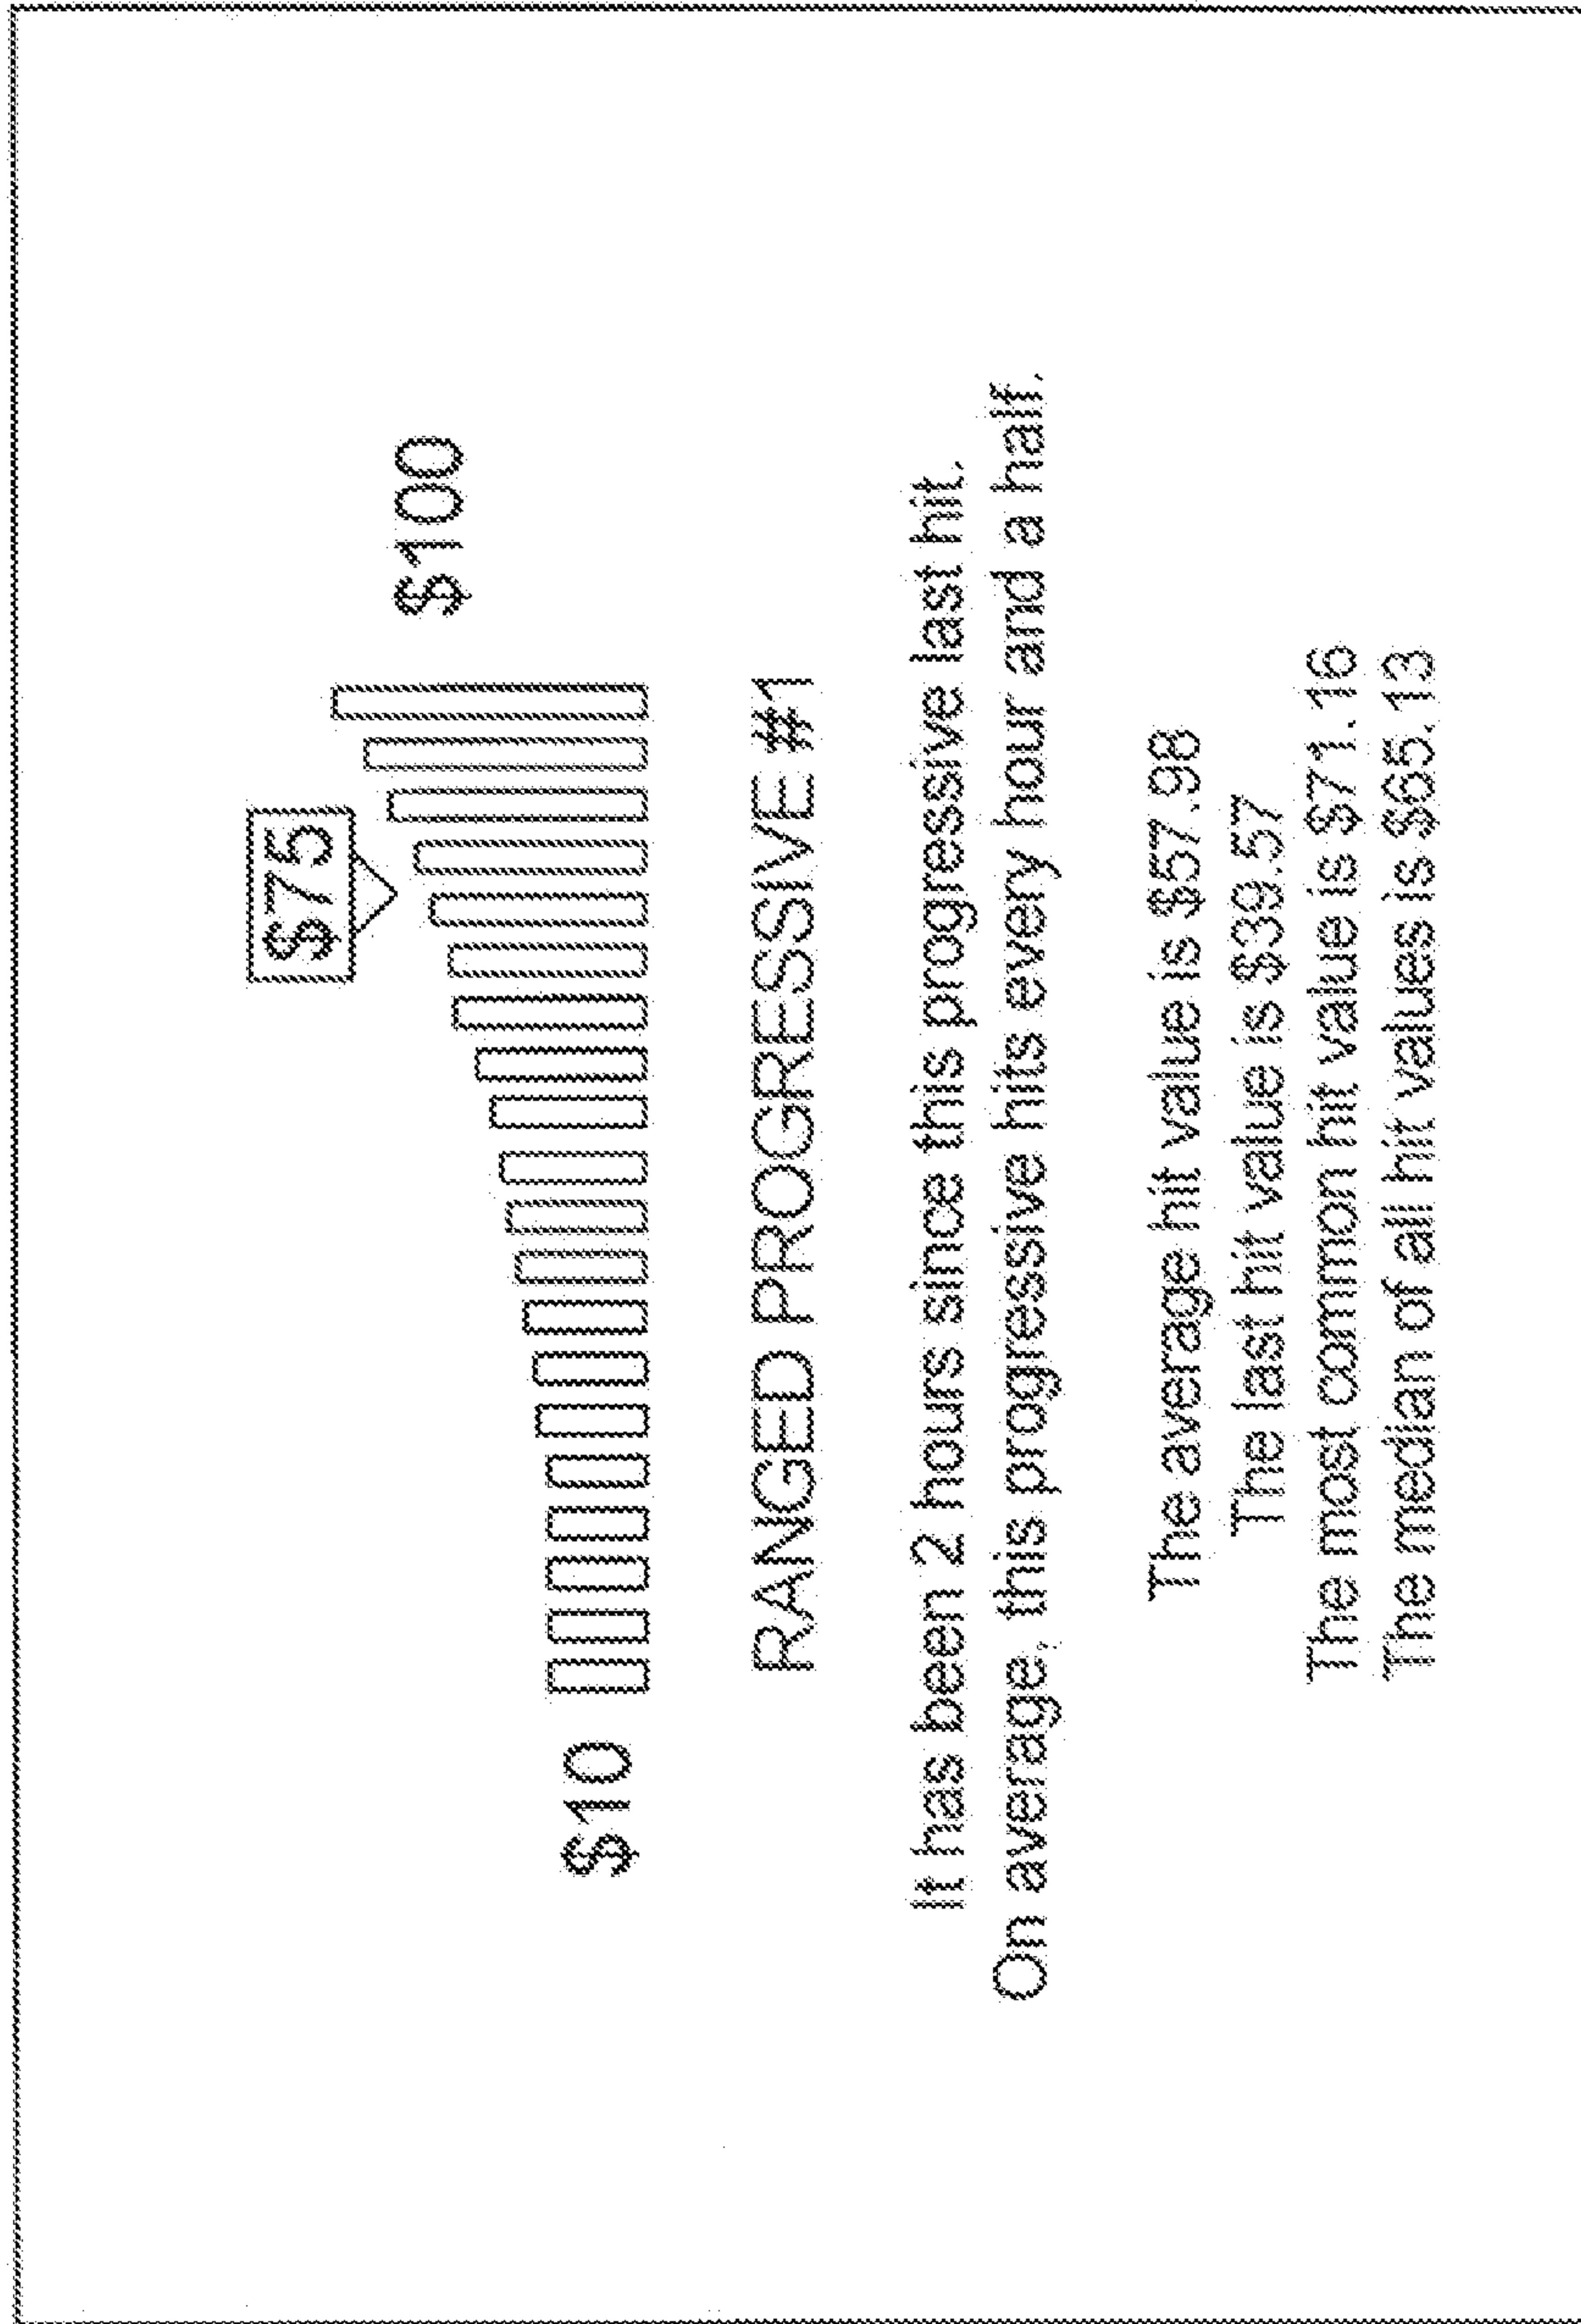 $75
$100
$10
RANGED PROGRESSIVE #1
It has been 2 hours since this progressive last hit.
On average, this progressive hits every hour and a half.
The average hit value is $57.98
The last hit value is $39.57
The most common hit value is $71.16
The median of all hit values is $65.13